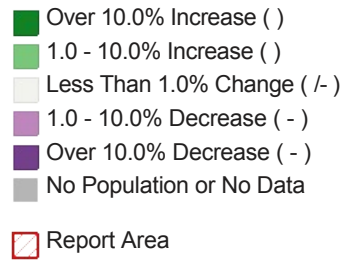 Over 10.0% Increase ( )
1.0 - 10.0% Increase ( )
Less Than 1.0% Change ( /- )
1.0 - 10.0% Decrease ( - )
Over 10.0% Decrease ( - )
No Population or No Data
Report Area